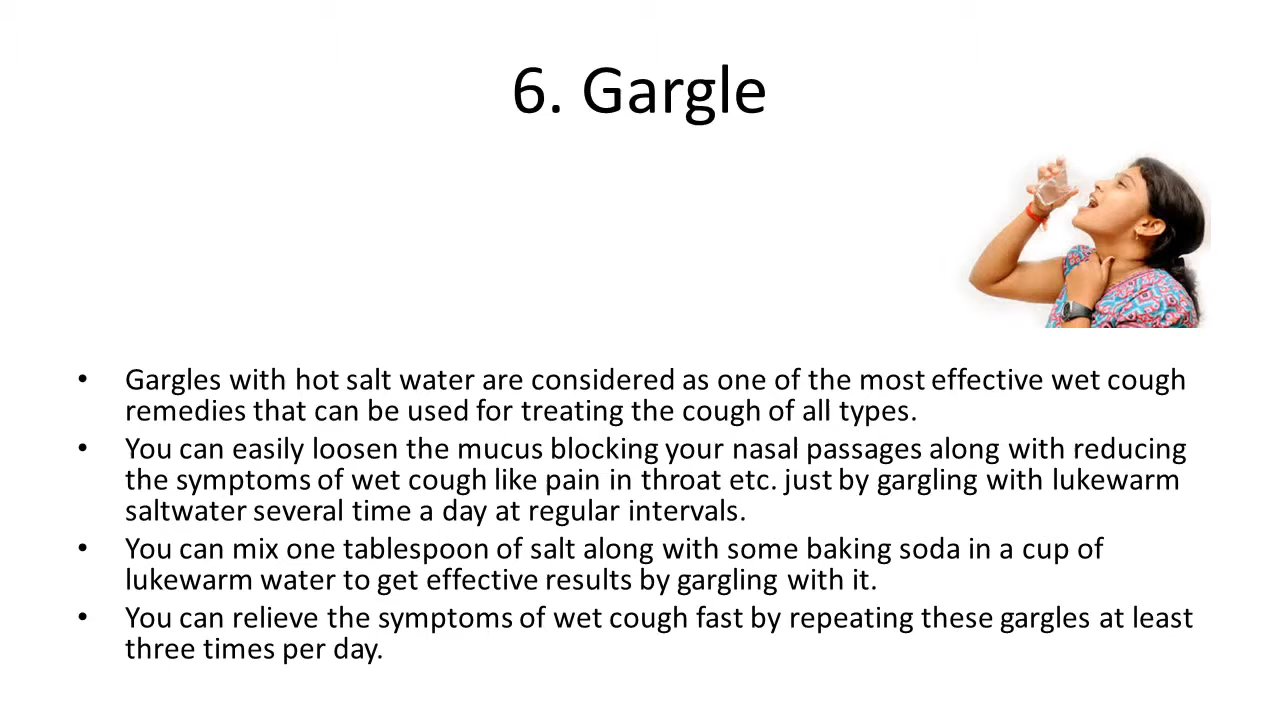 6. Gargle
• Gargles with hot salt water are considered as one of the most effective wet cough
remedies that can be used for treating the cough of all types.
• You can easily loosen the mucus blocking your nasal passages along with reducing
the symptoms of wet cough like pain in throat etc. just by gargling with lukewarm
saltwater several time a day at regular intervals.
• You can mix one tablespoon of salt along with some baking soda in a cup of
lukewarm water to get effective results by gargling with it.
• You can relieve the symptoms of wet cough fast by repeating these gargles at least
three times per day.